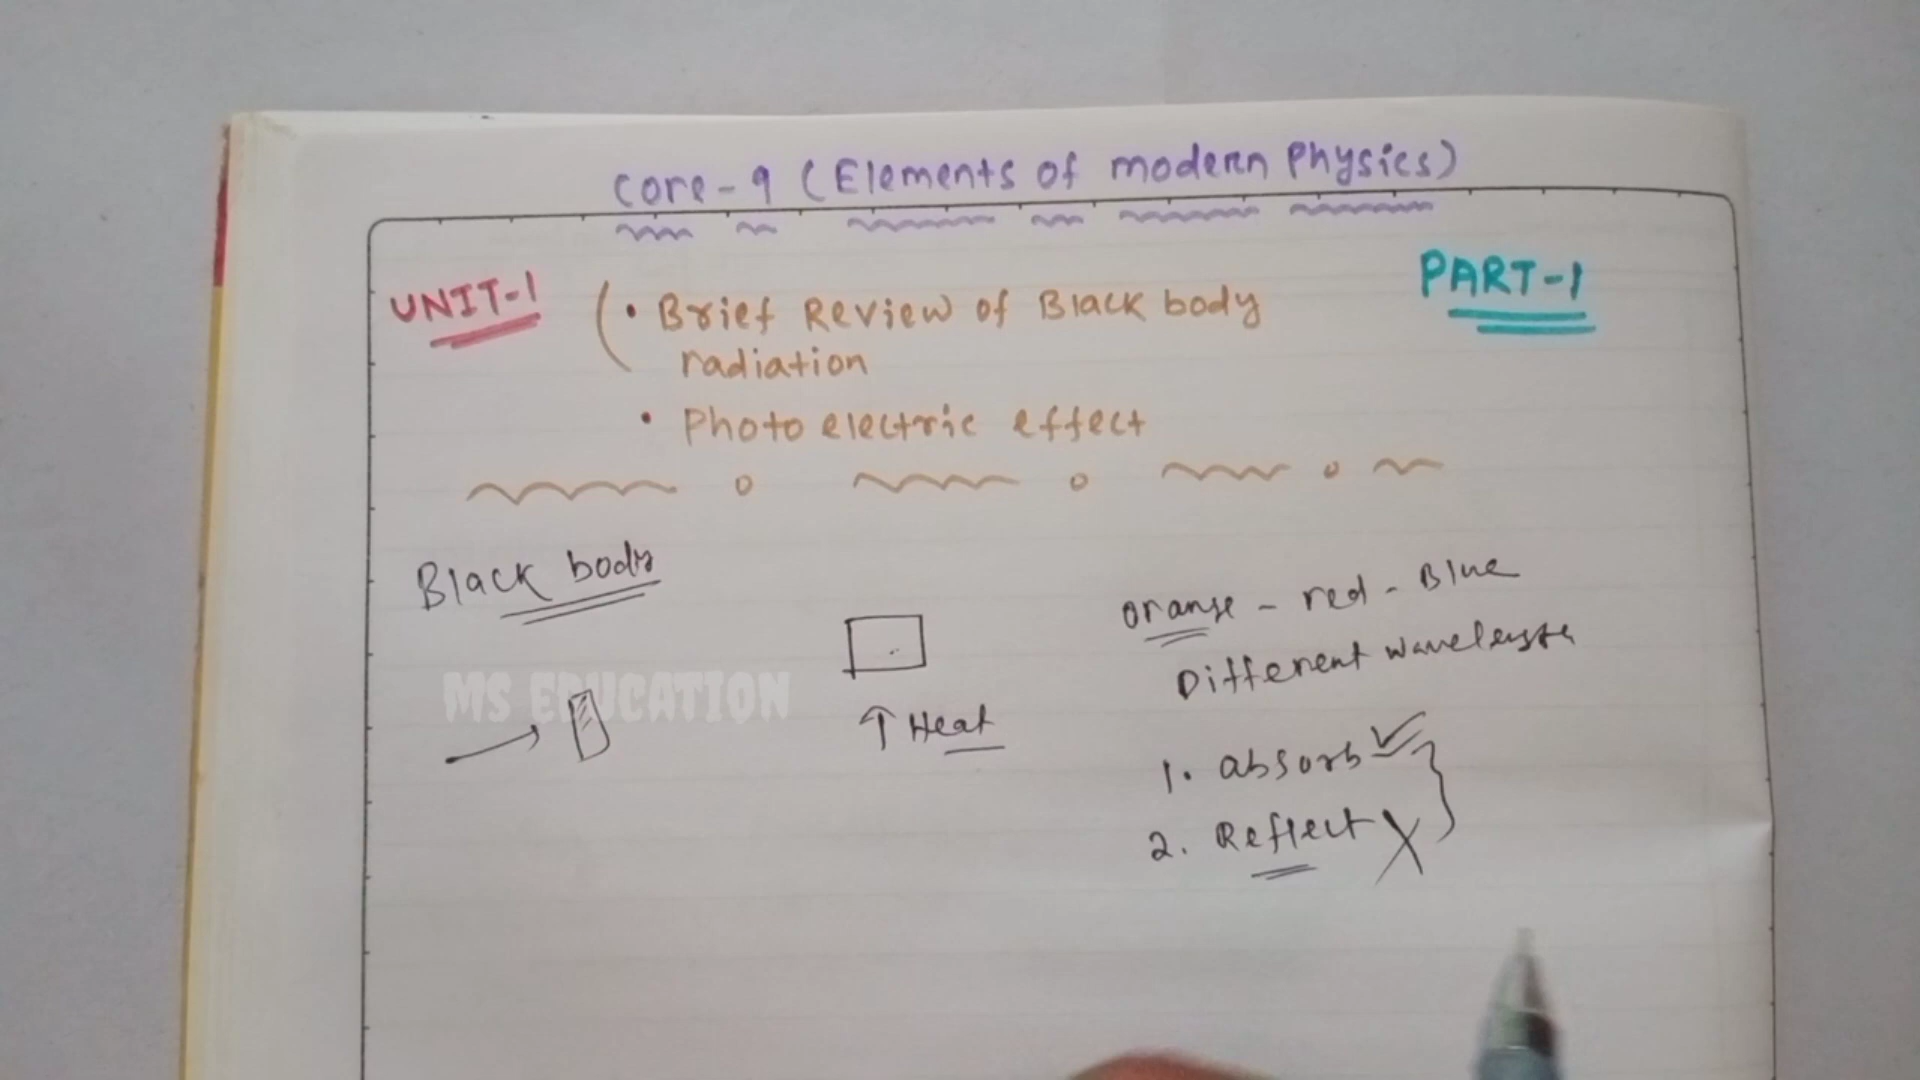 core-9 (Elements of modern Physics)
UNIT-1
PART-1
(• Brief Review of Black body
radiation
• Photo electric effect
Black body
orange - red - Blue
Different wavelength
MS EDUCATION
↑ Heat
1. absorb ✓
2. Reflect X